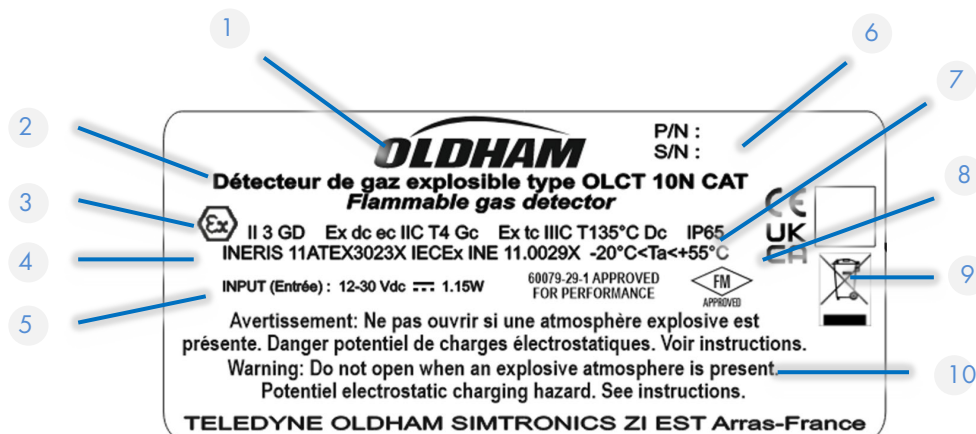 1
6
7
2
P/N :
OLDHAM
S/N :
Détecteur de gaz explosible type OLCT 10N CAT
Flammable gas detector
8
3
Ex
II 3 GD Ex dc ec IIC T4 Gc Ex tc IIIC T135°C Dc IP65
CE
UK
CA
4
INERIS 11ATEX3023X IECEx INE 11.0029X -20°C<Ta<+55°C
9
5
INPUT (Entrée) : 12-30 Vdc 1.15W
60079-29-1 APPROVED
FOR PERFORMANCE
FM
APPROVED
Avertissement: Ne pas ouvrir si une atmosphère explosive est
présente. Danger potentiel de charges électrostatiques. Voir instructions.
Warning: Do not open when an explosive atmosphere is present.
10
Potentiel electrostatic charging hazard. See instructions.
TELEDYNE OLDHAM SIMTRONICS ZI EST Arras-France